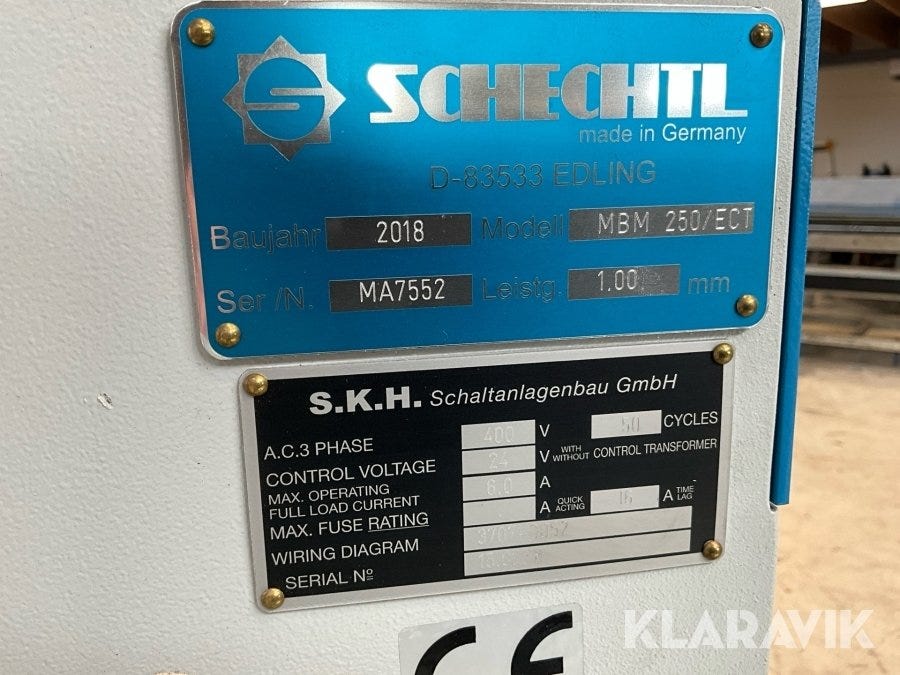 SCHECHTL
made in Germany
D-83533 EDLING
Baujahr 2018 Modell MBM 250/ECT
Ser/N. MA7552 Leistg. 1.00 mm
S.K.H. Schaltanlagenbau GmbH
A.C.3 PHASE 400 V 50 CYCLES
CONTROL VOLTAGE 24 V WITH WITHOUT CONTROL TRANSFORMER
MAX. OPERATING
FULL LOAD CURRENT 6.0 A
MAX. FUSE RATING A QUICK ACTING 16 A TIME LAG
WIRING DIAGRAM
SERIAL Nº
CE
KLARAVIK